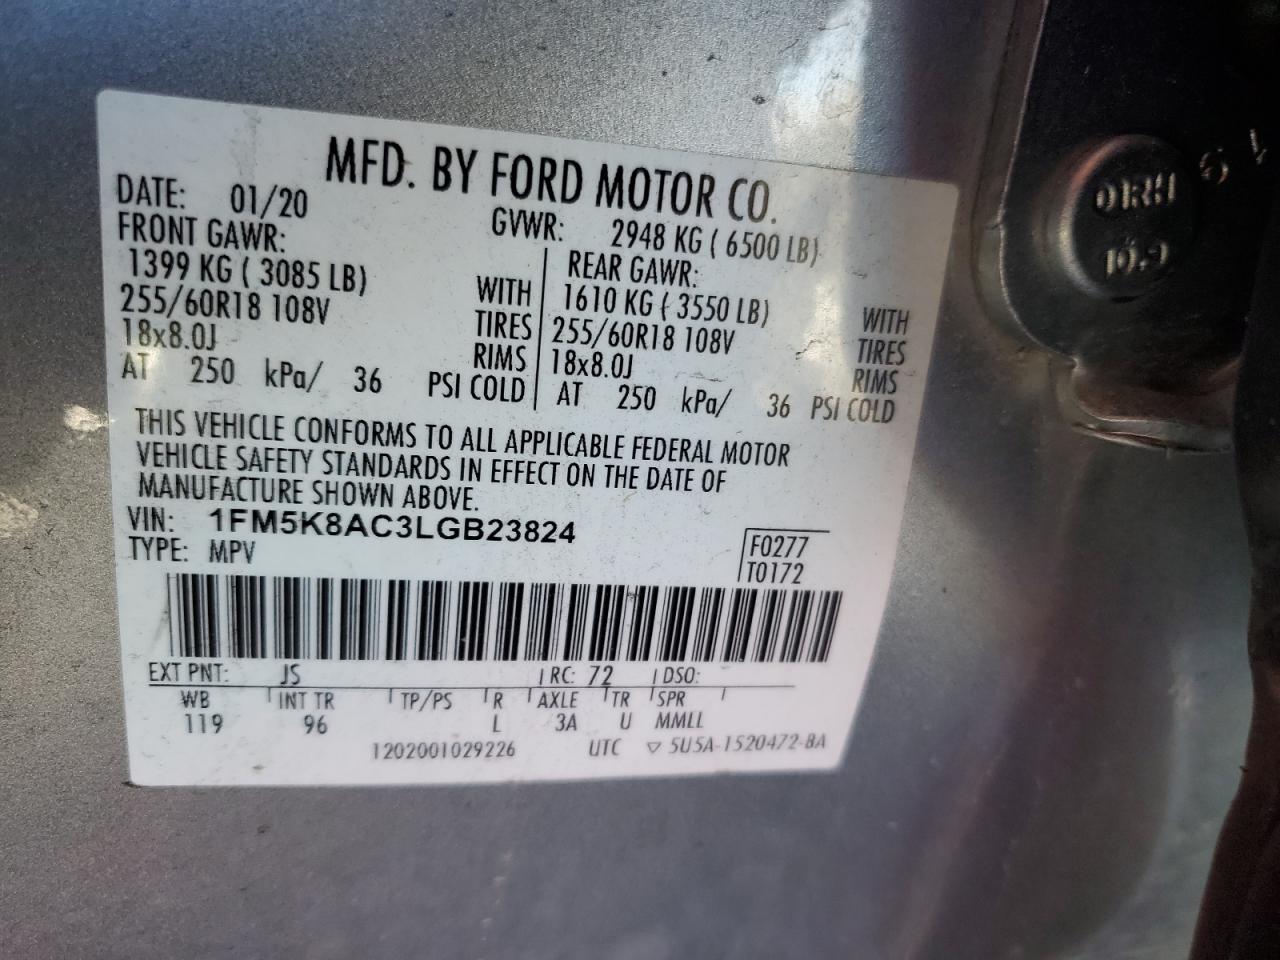 MFD. BY FORD MOTOR CO.
DATE: 01/20 GVWR: 2948 KG ( 6500 LB)
FRONT GAWR: REAR GAWR:
1399 KG ( 3085 LB) WITH 1610 KG ( 3550 LB) WITH
255/60R18 108V TIRES 255/60R18 108V TIRES
18x8.0J RIMS 18x8.0J RIMS
AT 250 kPa/ 36 PSI COLD AT 250 kPa/ 36 PSI COLD
THIS VEHICLE CONFORMS TO ALL APPLICABLE FEDERAL MOTOR
VEHICLE SAFETY STANDARDS IN EFFECT ON THE DATE OF
MANUFACTURE SHOWN ABOVE.
VIN: 1FM5K8AC3LGB23824
TYPE: MPV
F0277
T0172
EXT PNT: JS RC: 72 DSO:
WB INT TR TP/PS R AXLE TR SPR
119 96 L 3A U MMLL
1202001029226 UTC ▽ 5U5A-1520472-BA
10.9